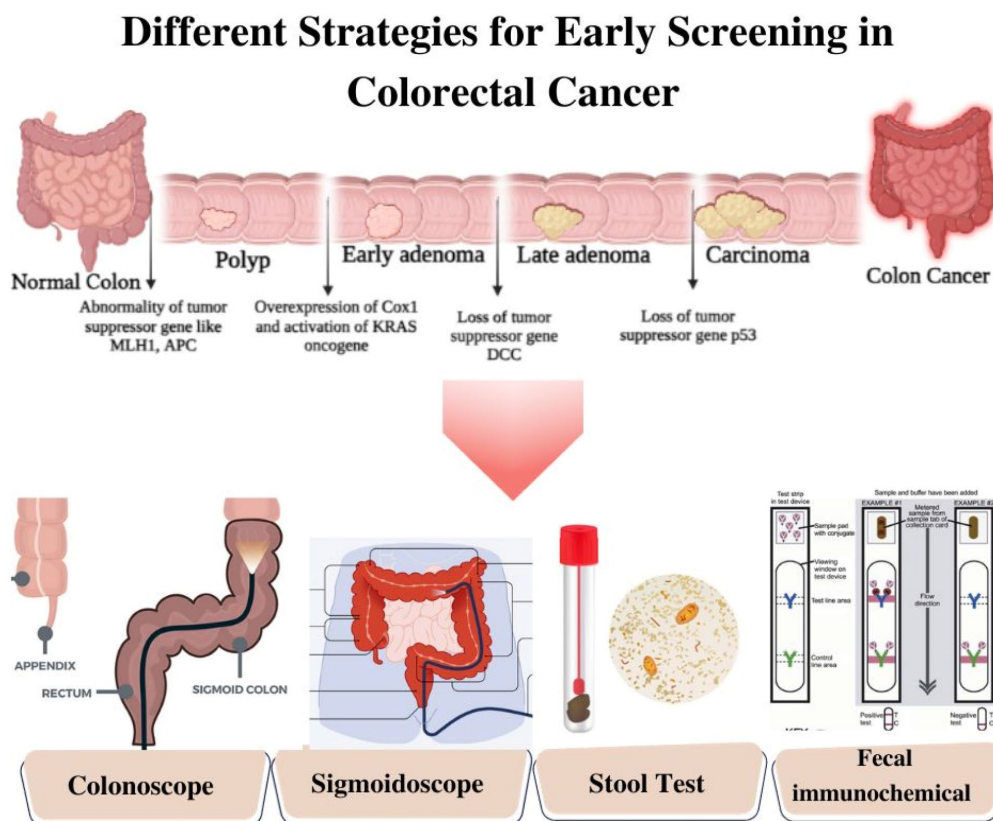 Different Strategies for Early Screening in
Colorectal Cancer
Normal Colon
Polyp
Early adenoma
Late adenoma
Carcinoma
Colon Cancer
Abnormality of tumor
suppressor gene like
MLH1, APC
Overexpression of Cox1
and activation of KRAS
oncogene
Loss of tumor
suppressor gene
DCC
Loss of tumor
suppressor gene p53
APPENDIX
RECTUM
SIGMOID COLON
Test strip
in test device
Sample and buffer have been added
EXAMPLE #1
EXAMPLE #2
Sample pad
with conjugate
Metered
sample from
sample tab of
collection card
Viewing
window on
test device
Test line area
Flow
direction
Control
line area
Positive
test
T
C
Negative
test
T
C
Colonoscope
Sigmoidoscope
Stool Test
Fecal
immunochemical